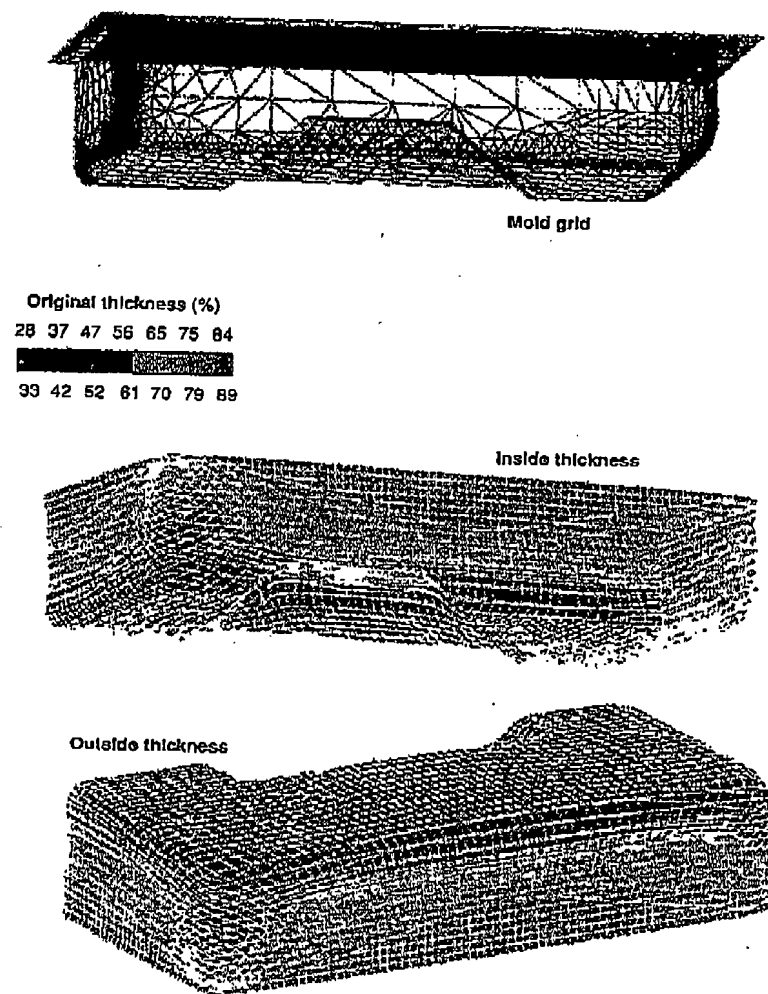 Mold grid
Original thickness (%)
28 37 47 56 65 75 84
33 42 52 61 70 79 89
Inside thickness
Outside thickness